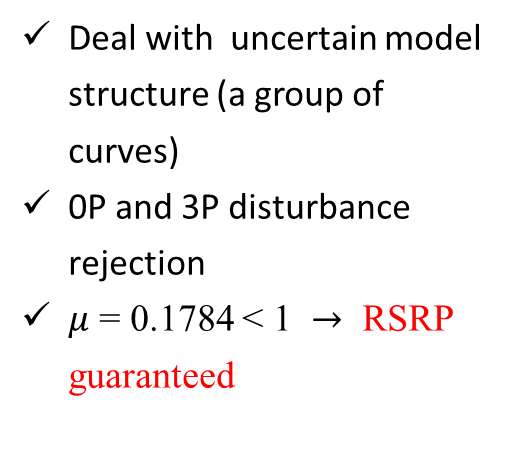 ✓ Deal with uncertain model
structure (a group of
curves)
✓ 0P and 3P disturbance
rejection
✓ μ = 0.1784 < 1 → RSRP
guaranteed